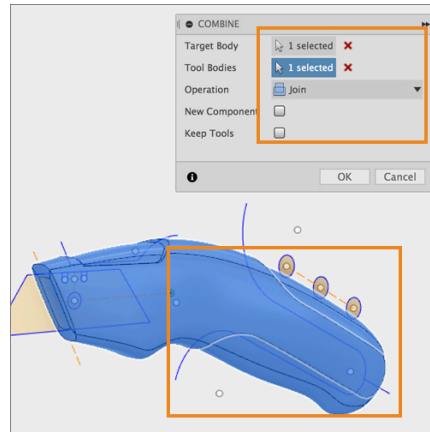 COMBINE
Target Body 1 selected
Tool Bodies 1 selected
Operation Join
New Component
Keep Tools
OK Cancel